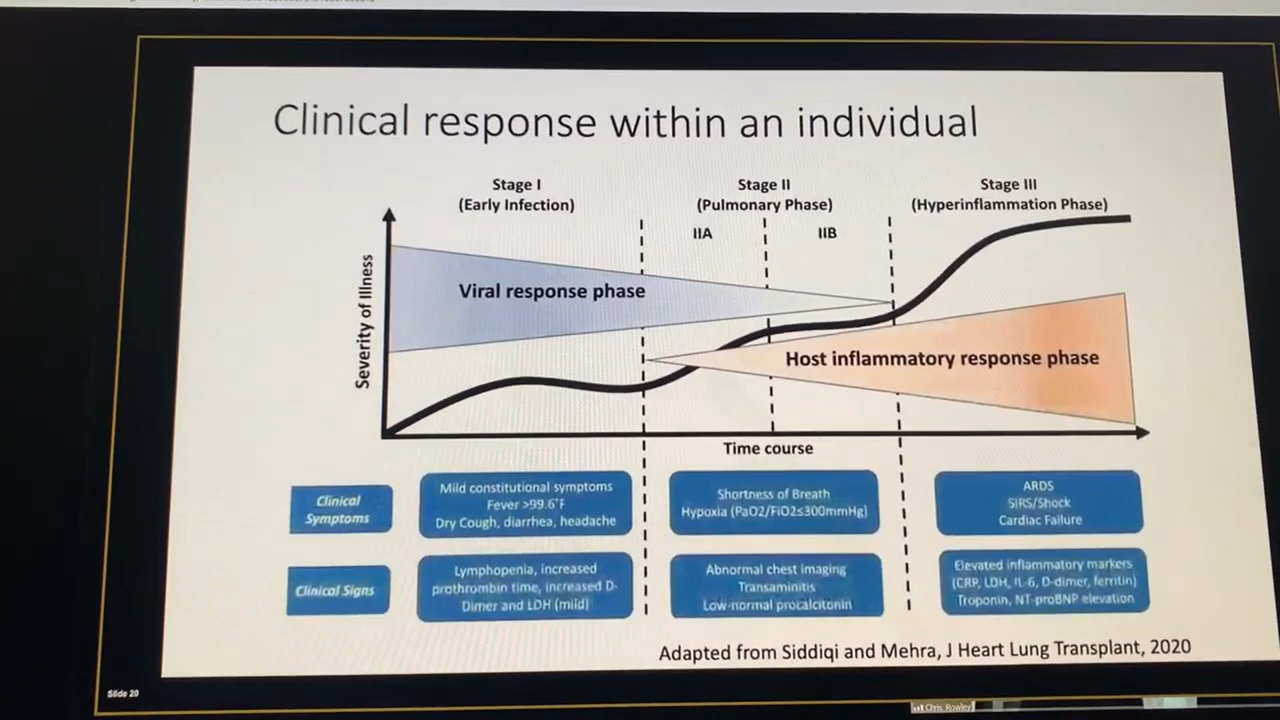 Clinical response within an individual
Stage I
(Early Infection)
Stage II
(Pulmonary Phase)
Stage III
(Hyperinflammation Phase)
IIA
IIB
Severity of Illness
Viral response phase
Host inflammatory response phase
Time course
Clinical
Symptoms
Mild constitutional symptoms
Fever >99.6°F
Dry Cough, diarrhea, headache
Shortness of Breath
Hypoxia (PaO2/FiO2≤300mmHg)
ARDS
SIRS/Shock
Cardiac Failure
Clinical Signs
Lymphopenia, increased
prothrombin time, increased D-
Dimer and LDH (mild)
Abnormal chest imaging
Transaminitis
Low-normal procalcitonin
Elevated inflammatory markers
(CRP, LDH, IL-6, D-dimer, ferritin)
Troponin, NT-proBNP elevation
Adapted from Siddiqi and Mehra, J Heart Lung Transplant, 2020
Slide 20
Chris Rowley